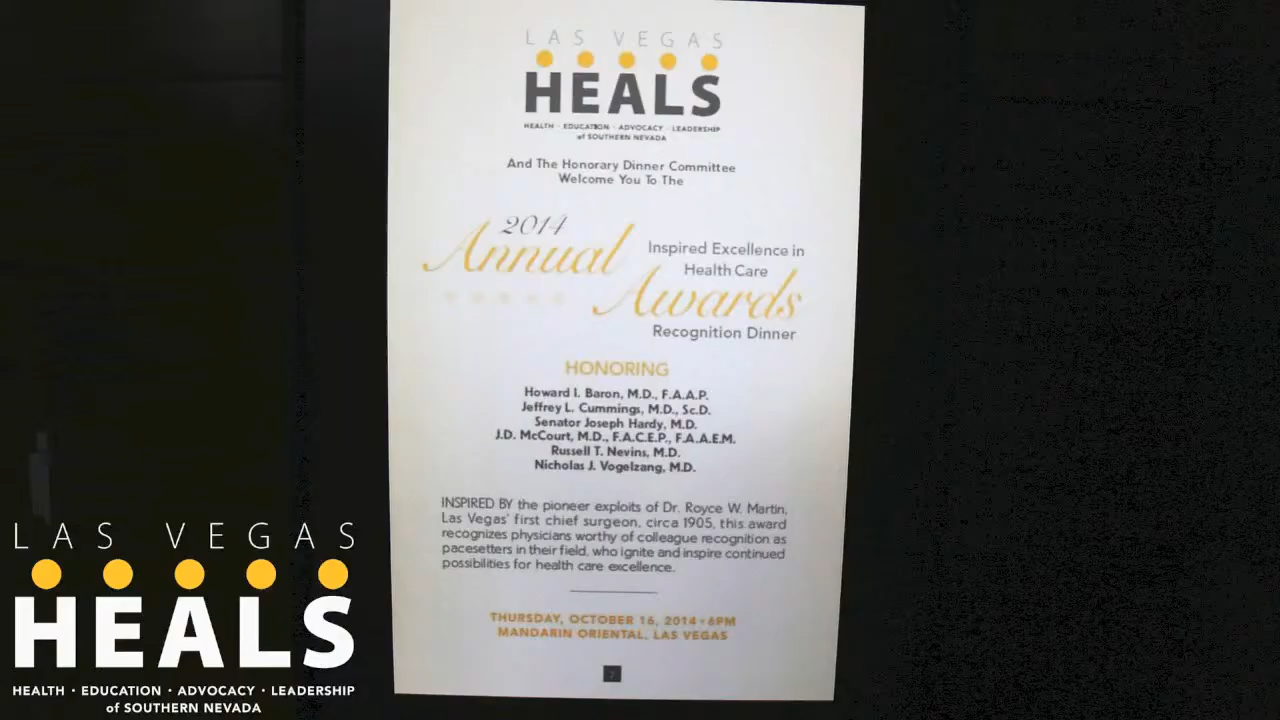 LAS VEGAS
HEALS
HEALTH · EDUCATION · ADVOCACY · LEADERSHIP
of SOUTHERN NEVADA
And The Honorary Dinner Committee
Welcome You To The
2014
Annual
Inspired Excellence in
Health Care
Awards
Recognition Dinner
HONORING
Howard I. Baron, M.D., F.A.A.P.
Jeffrey L. Cummings, M.D., Sc.D.
Senator Joseph Hardy, M.D.
J.D. McCourt, M.D., F.A.C.E.P., F.A.A.E.M.
Russell T. Nevins, M.D.
Nicholas J. Vogelzang, M.D.
INSPIRED BY the pioneer exploits of Dr. Royce W. Martin,
Las Vegas' first chief surgeon, circa 1905, this award
recognizes physicians worthy of colleague recognition as
pacesetters in their field, who ignite and inspire continued
possibilities for health care excellence.
THURSDAY, OCTOBER 16, 2014 · 6PM
MANDARIN ORIENTAL, LAS VEGAS
LAS VEGAS
HEALS
HEALTH · EDUCATION · ADVOCACY · LEADERSHIP
of SOUTHERN NEVADA